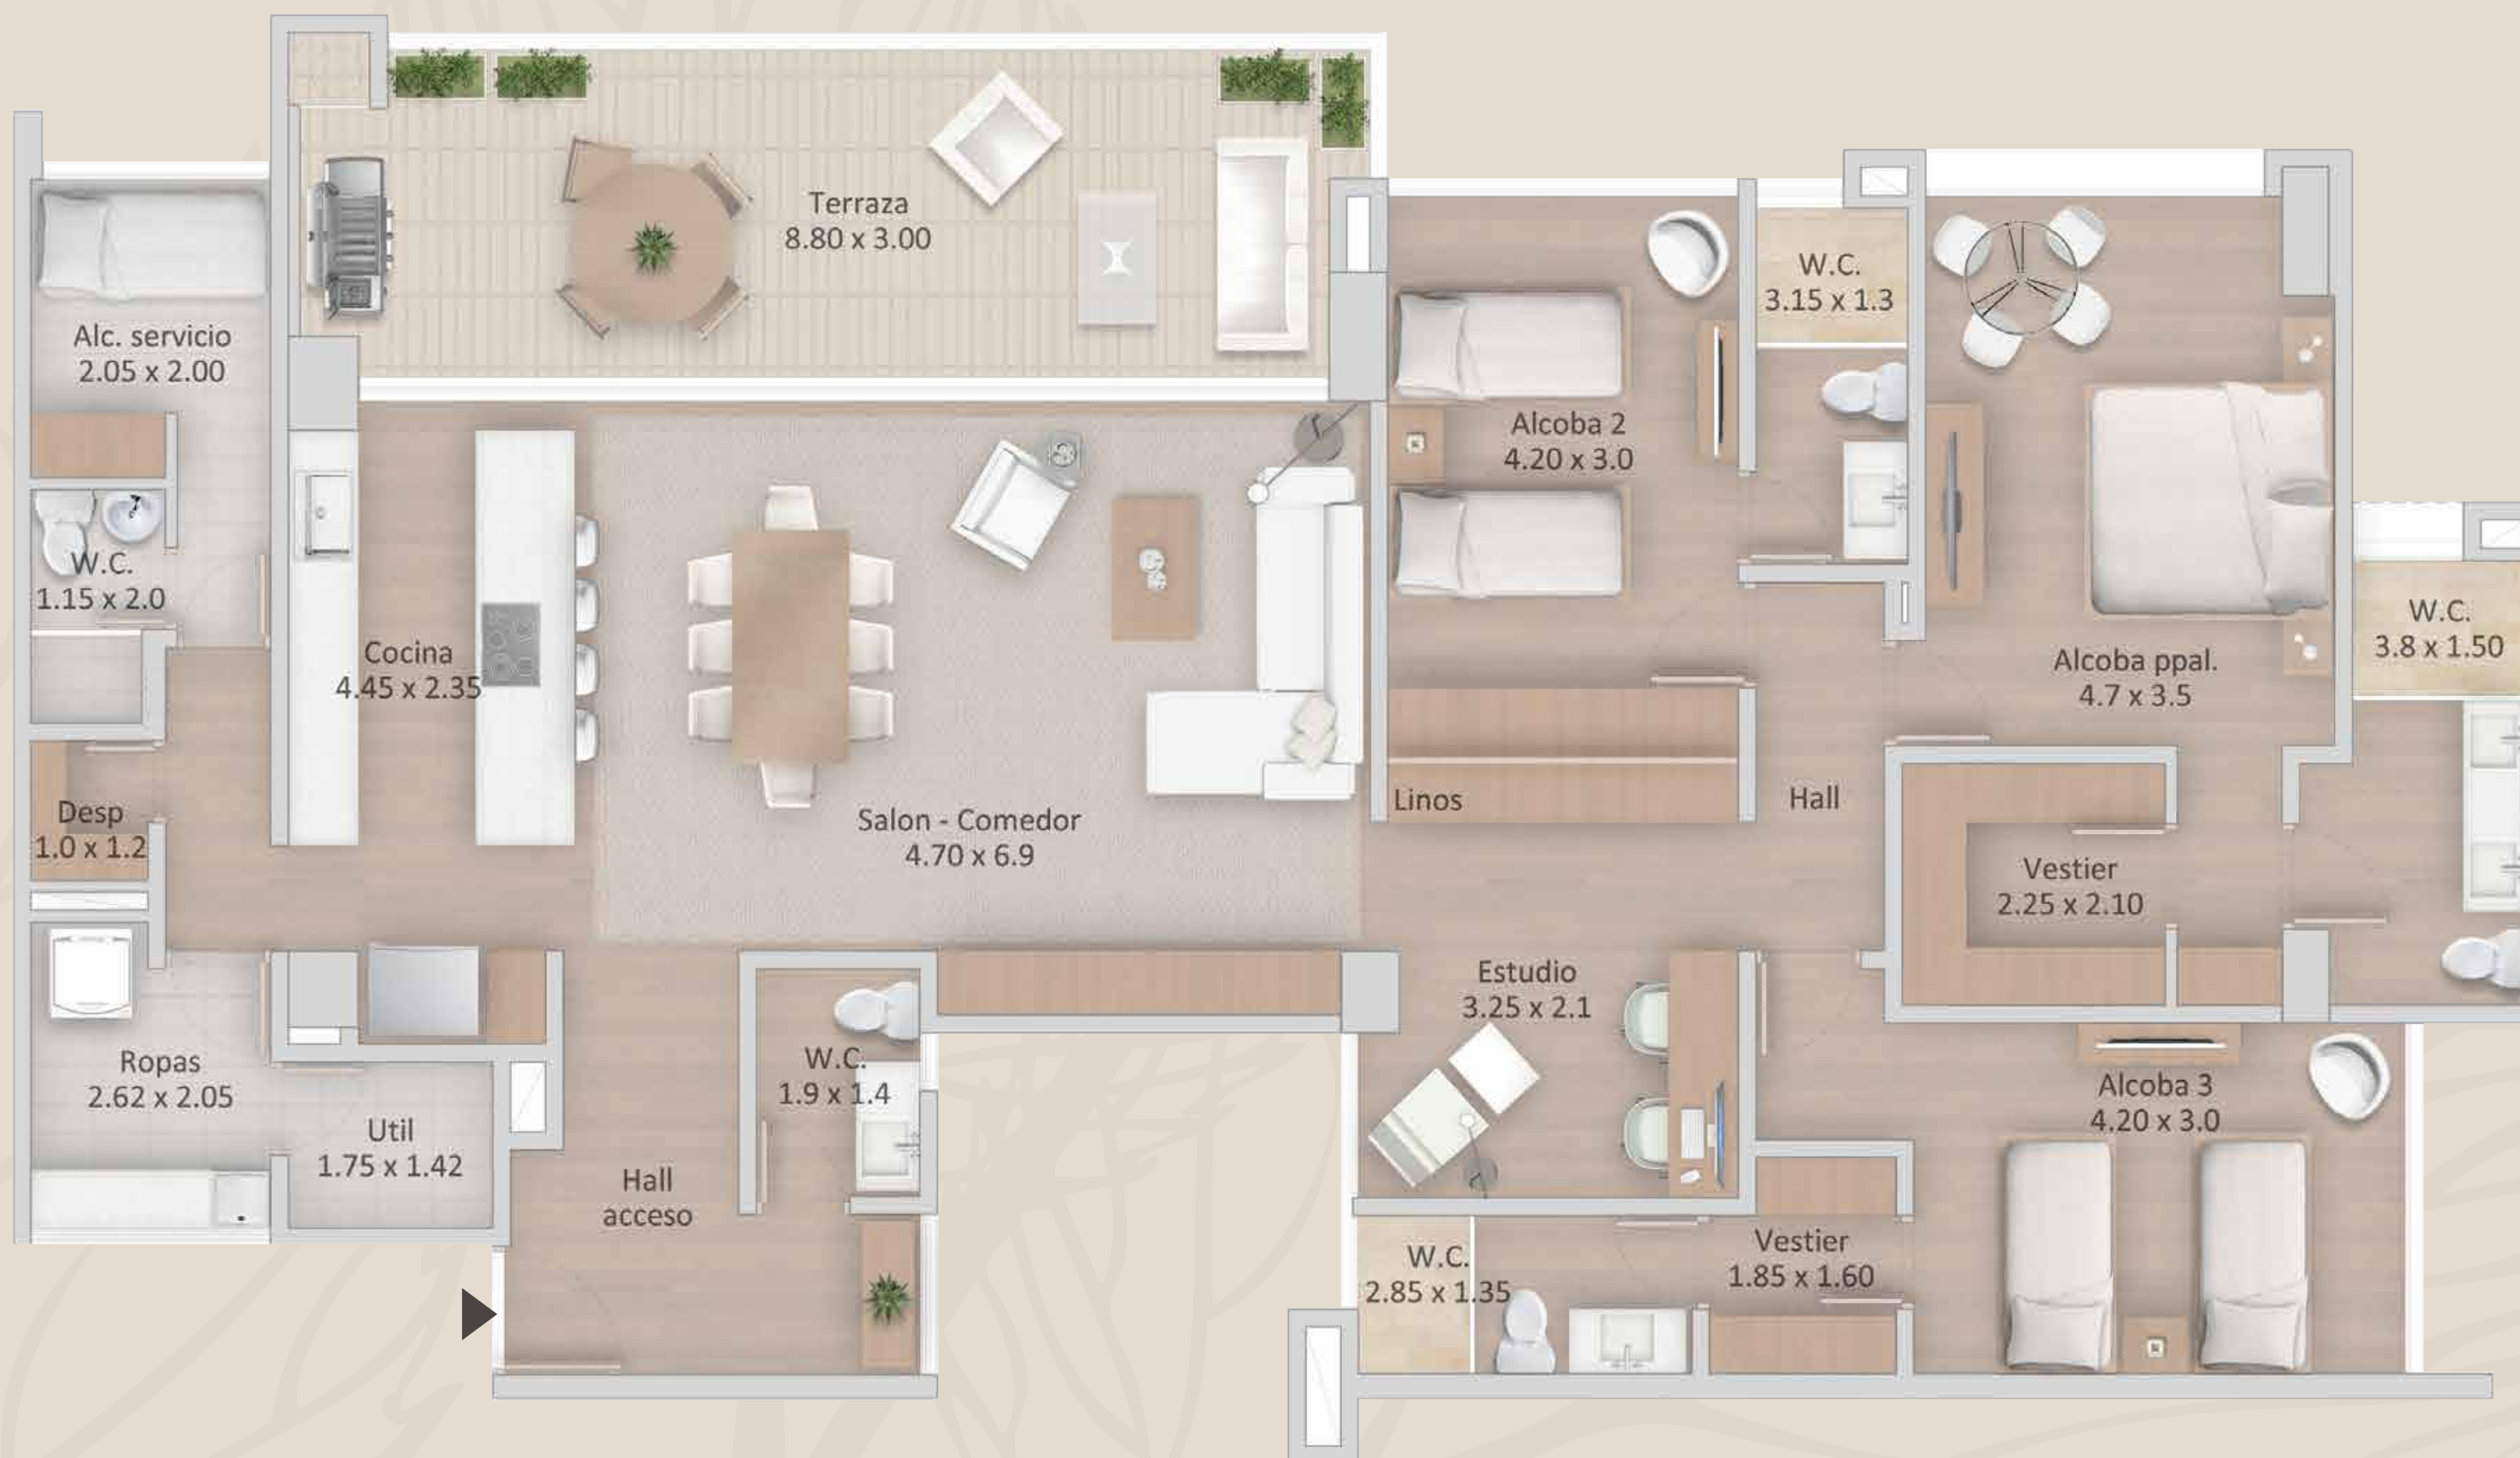 Terraza
8.80 x 3.00
Alc. servicio
2.05 x 2.00
W.C.
1.15 x 2.0
Cocina
4.45 x 2.35
Desp
1.0 x 1.2
Salon - Comedor
4.70 x 6.9
Ropas
2.62 x 2.05
Util
1.75 x 1.42
Hall
acceso
W.C.
1.9 x 1.4
Alcoba 2
4.20 x 3.0
W.C.
3.15 x 1.3
Linos
Hall
Alcoba ppal.
4.7 x 3.5
W.C.
3.8 x 1.50
Vestier
2.25 x 2.10
Estudio
3.25 x 2.1
Alcoba 3
4.20 x 3.0
W.C.
2.85 x 1.35
Vestier
1.85 x 1.60